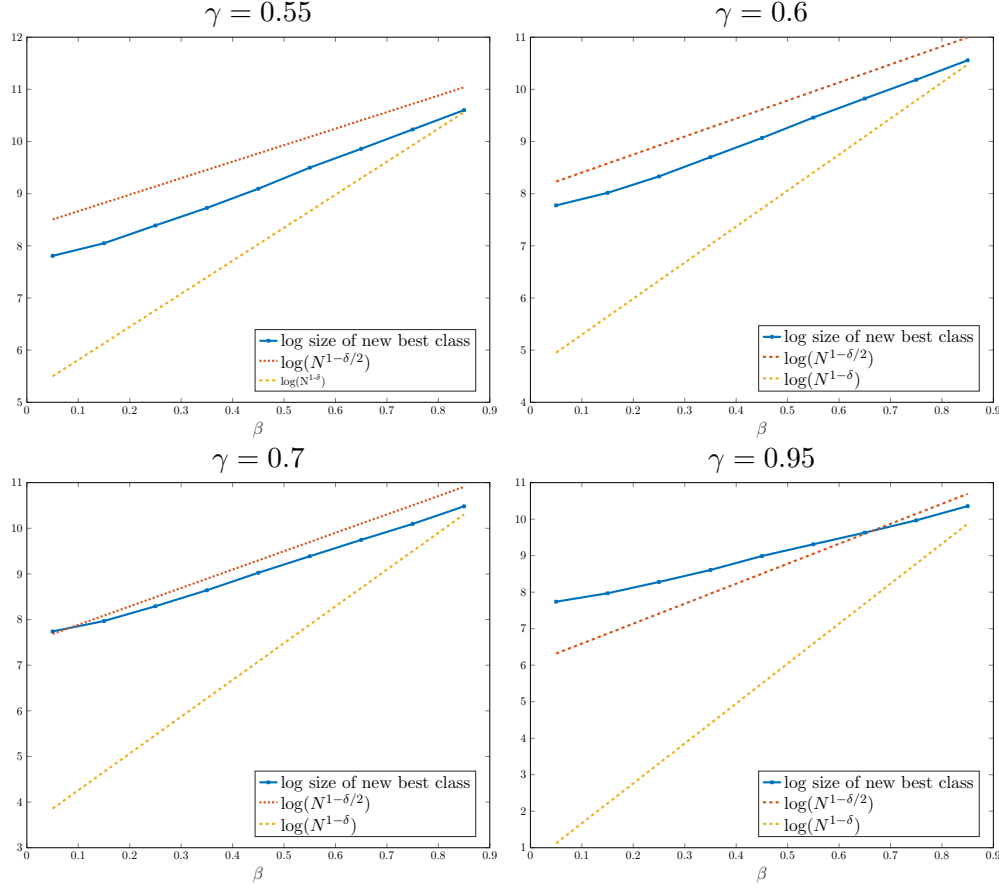 γ = 0.55
12
11
10
9
8
7
6
5
0 0.1 0.2 0.3 0.4 0.5 0.6 0.7 0.8 0.9
β
log size of new best class
log(N^{1−δ/2})
log(N^{1-δ})
γ = 0.6
11
10
9
8
7
6
5
4
0 0.1 0.2 0.3 0.4 0.5 0.6 0.7 0.8 0.9
β
log size of new best class
log(N^{1−δ/2})
log(N^{1−δ})
γ = 0.7
11
10
9
8
7
6
5
4
3
0 0.1 0.2 0.3 0.4 0.5 0.6 0.7 0.8 0.9
β
log size of new best class
log(N^{1−δ/2})
log(N^{1−δ})
γ = 0.95
11
10
9
8
7
6
5
4
3
2
1
0 0.1 0.2 0.3 0.4 0.5 0.6 0.7 0.8 0.9
β
log size of new best class
log(N^{1−δ/2})
log(N^{1−δ})